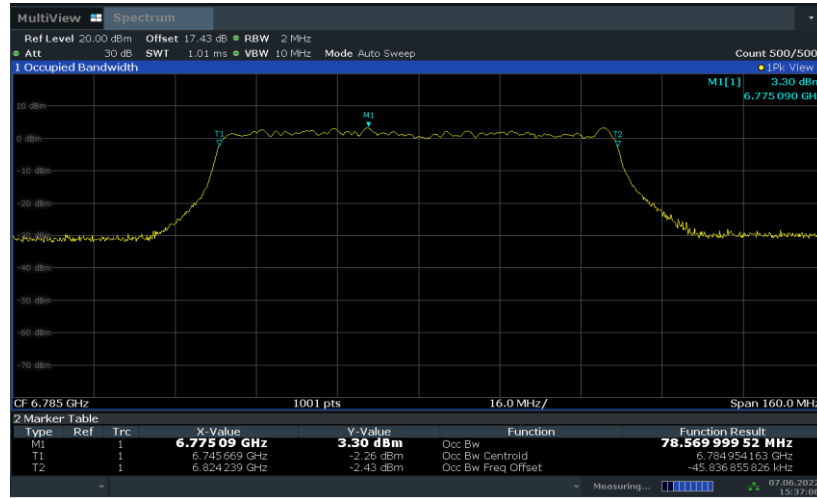 MultiView Spectrum
Ref Level 20.00 dBm Offset 17.43 dB RBW 2 MHz
Att 30 dB SWT 1.01 ms VBW 10 MHz Mode Auto Sweep Count 500/500
1 Occupied Bandwidth 1Pk View
M1[1] 3.30 dBm
6.775 090 GH
10 dBm
M1
T1
T2
0 dBm
-10 dBm
-20 dBm
-40 dBm
-50 dBm
-60 dBm
-70 dBm
CF 6.785 GHz 1001 pts 16.0 MHz/ Span 160.0 MHz
2 Marker Table
Type Ref Trc X-Value Y-Value Function Function Result
M1 1 6.775 09 GHz 3.30 dBm Occ Bw 78.569 999 52 MHz
T1 1 6.745 669 GHz -2.26 dBm Occ Bw Centroid 6.784 954 163 GHz
T2 1 6.824 239 GHz -2.43 dBm Occ Bw Freq Offset -45.836 855 826 kHz
Measuring... 07.06.2022
15:37:06